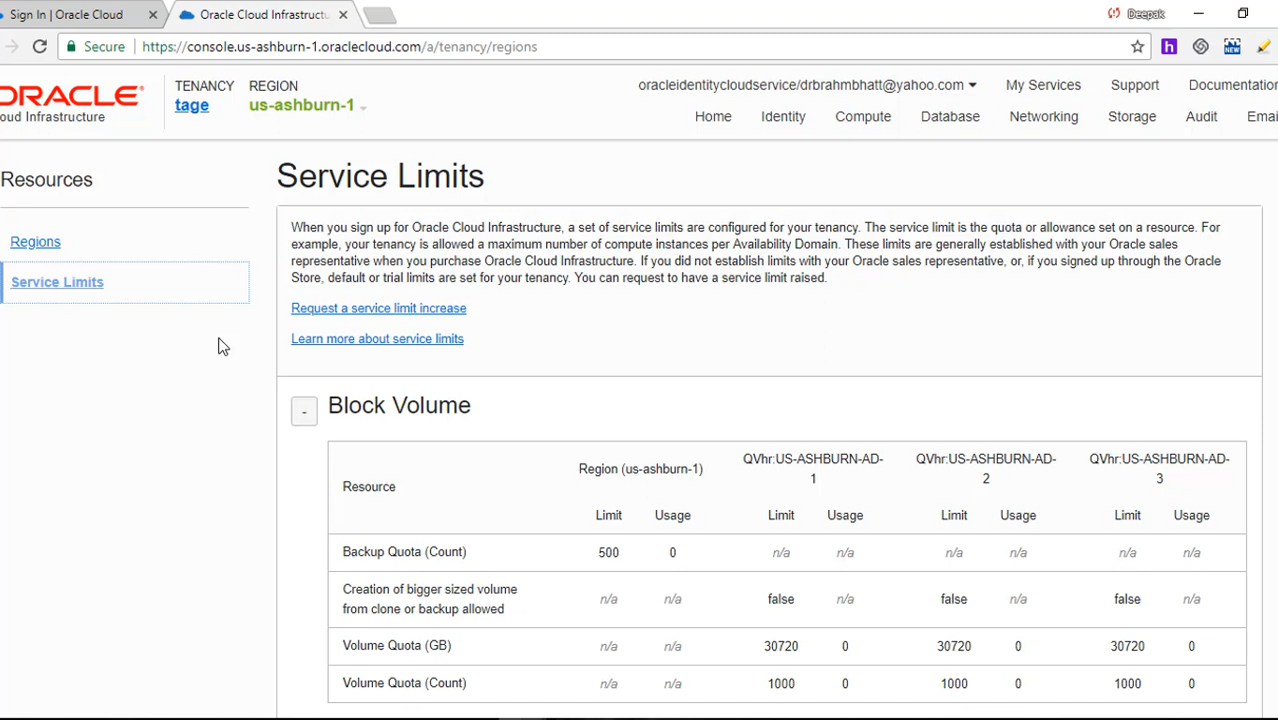 Sign In | Oracle Cloud
Oracle Cloud Infrastructu
Deepak
Secure
https://console.us-ashburn-1.oraclecloud.com/a/tenancy/regions
h
NEW
ORACLE
oud Infrastructure
TENANCY
tage
REGION
us-ashburn-1
oracleidentitycloudservice/drbrahmbhatt@yahoo.com
My Services
Support
Documentation
Home
Identity
Compute
Database
Networking
Storage
Audit
Emai
Resources
Regions
Service Limits
Service Limits
When you sign up for Oracle Cloud Infrastructure, a set of service limits are configured for your tenancy. The service limit is the quota or allowance set on a resource. For
example, your tenancy is allowed a maximum number of compute instances per Availability Domain. These limits are generally established with your Oracle sales
representative when you purchase Oracle Cloud Infrastructure. If you did not establish limits with your Oracle sales representative, or, if you signed up through the Oracle
Store, default or trial limits are set for your tenancy. You can request to have a service limit raised.
Request a service limit increase
Learn more about service limits
- Block Volume
Resource
Region (us-ashburn-1)
QVhr:US-ASHBURN-AD-
1
QVhr:US-ASHBURN-AD-
2
QVhr:US-ASHBURN-AD-
3
Limit Usage Limit Usage Limit Usage Limit Usage
Backup Quota (Count) 500 0 n/a n/a n/a n/a n/a n/a
Creation of bigger sized volume
from clone or backup allowed
n/a n/a false n/a false n/a false n/a
Volume Quota (GB) n/a n/a 30720 0 30720 0 30720 0
Volume Quota (Count) n/a n/a 1000 0 1000 0 1000 0